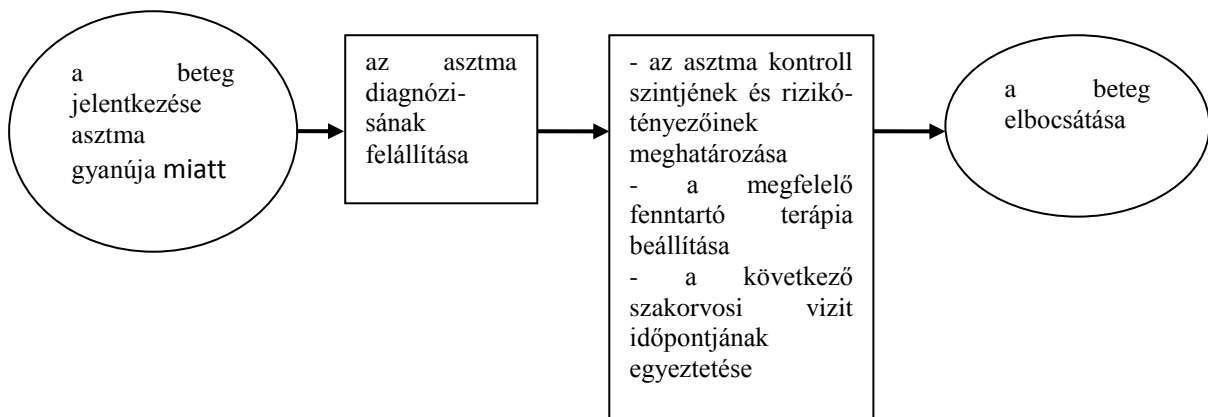 a beteg
jelentkezése
asztma
gyanúja miatt
az asztma
diagnózi-
sának
felállítása
- az asztma kontroll
szintjének és rizikó-
tényezőinek
meghatározása
- a megfelelő
fenntartó terápia
beállítása
- a következő
szakorvosi vizit
időpontjának
egyeztetése
a beteg
elbocsátása